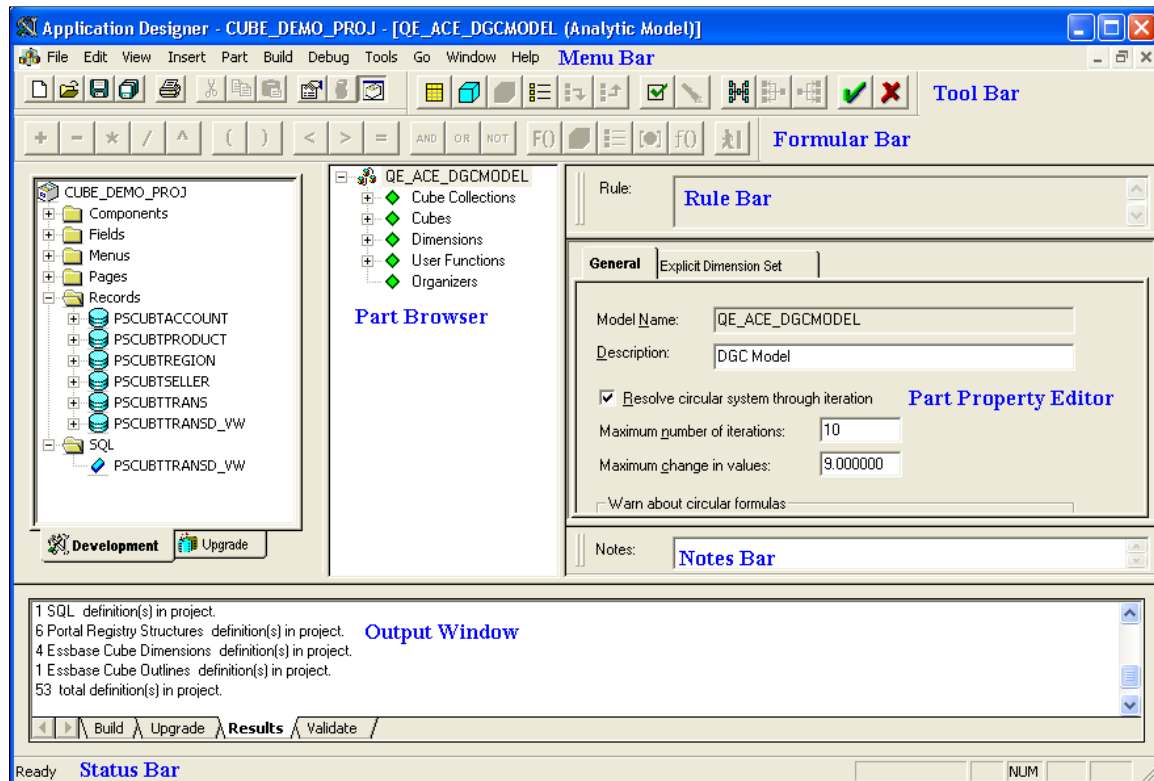 Application Designer - CUBE_DEMO_PROJ - [QE_ACE_DGCMODEL (Analytic Model)]
File Edit View Insert Part Build Debug Tools Go Window Help Menu Bar
Tool Bar
+ - * / ^ ( ) < > = AND OR NOT F() f() Formular Bar
CUBE_DEMO_PROJ
Components
Fields
Menus
Pages
Records
PSCUBTACCOUNT
PSCUBTPRODUCT
PSCUBTREGION
PSCUBTSELLER
PSCUBTTRANS
PSCUBTTRANSD_VW
SQL
PSCUBTTRANSD_VW
Development Upgrade
QE_ACE_DGCMODEL
Cube Collections
Cubes
Dimensions
User Functions
Organizers
Part Browser
Rule: Rule Bar
General Explicit Dimension Set
Model Name: QE_ACE_DGCMODEL
Description: DGC Model
Resolve circular system through iteration Part Property Editor
Maximum number of iterations: 10
Maximum change in values: 9.000000
Warn about circular formulas
Notes: Notes Bar
1 SQL definition(s) in project.
6 Portal Registry Structures definition(s) in project. Output Window
4 Essbase Cube Dimensions definition(s) in project.
1 Essbase Cube Outlines definition(s) in project.
53 total definition(s) in project.
Build Upgrade Results Validate
Ready Status Bar NUM